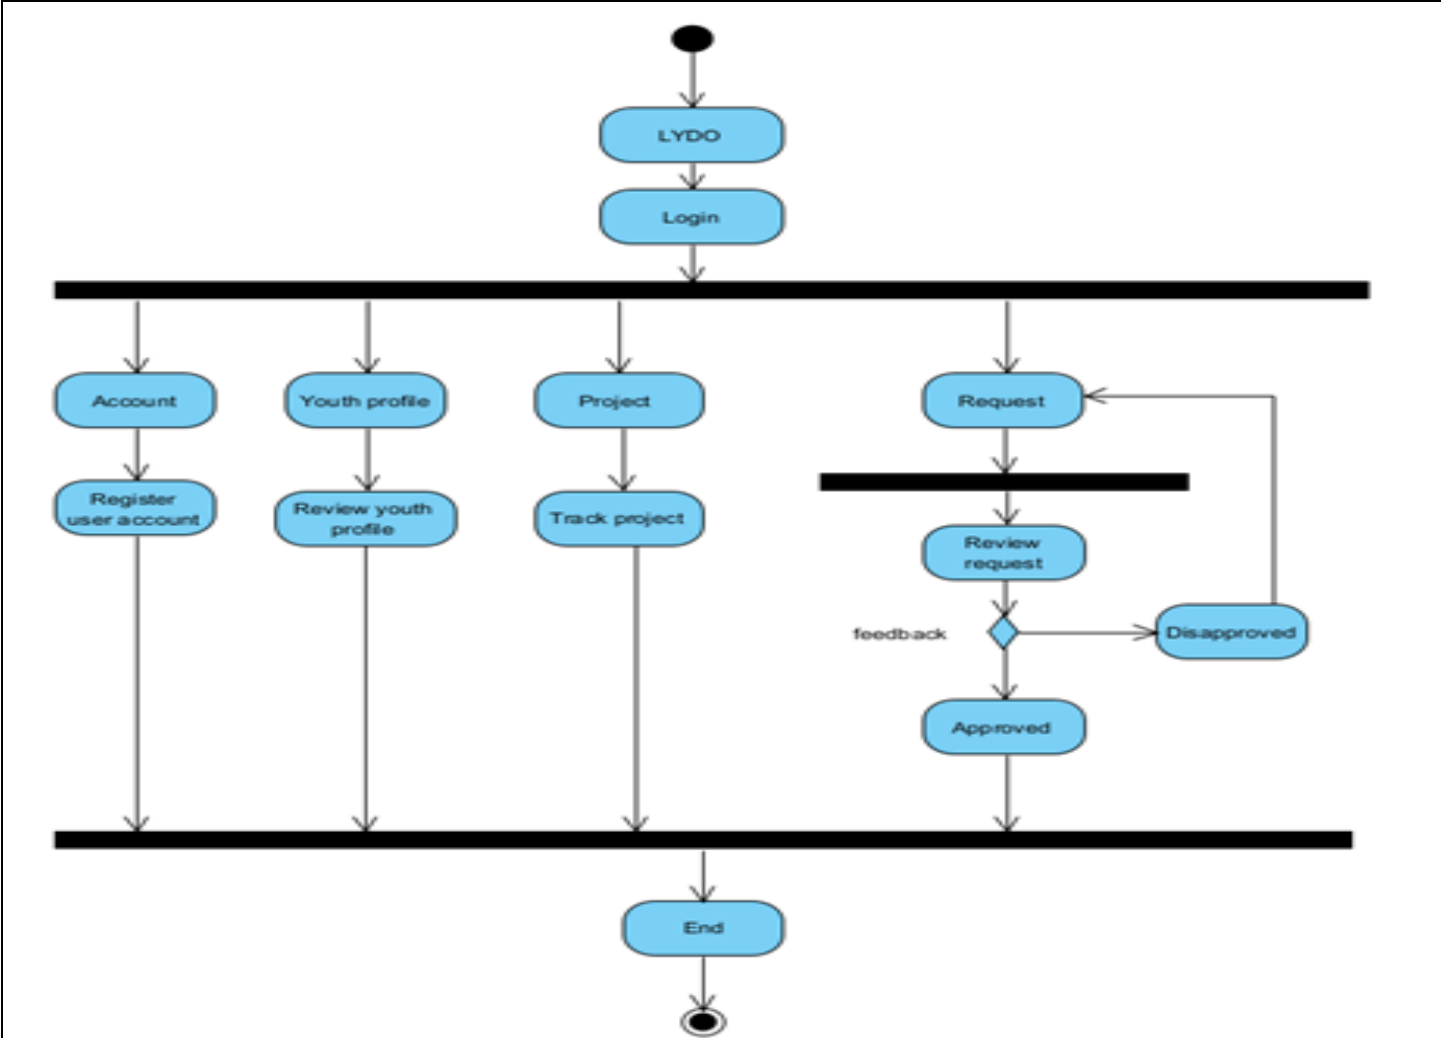 LYDO
Login
Account
Youth profile
Project
Request
Register
user account
Review youth
profile
Track project
Review
request
feedback
Disapproved
Approved
End